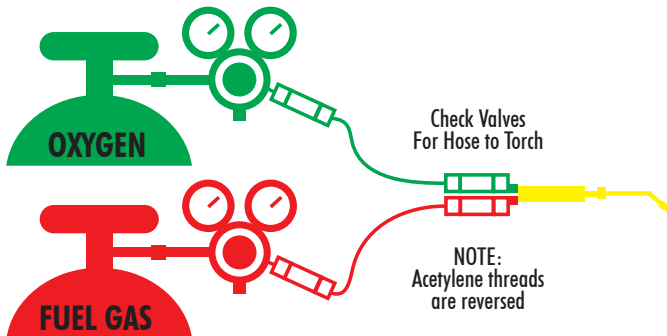 OXYGEN
Check Valves
For Hose to Torch
NOTE:
Acetylene threads
are reversed
FUEL GAS